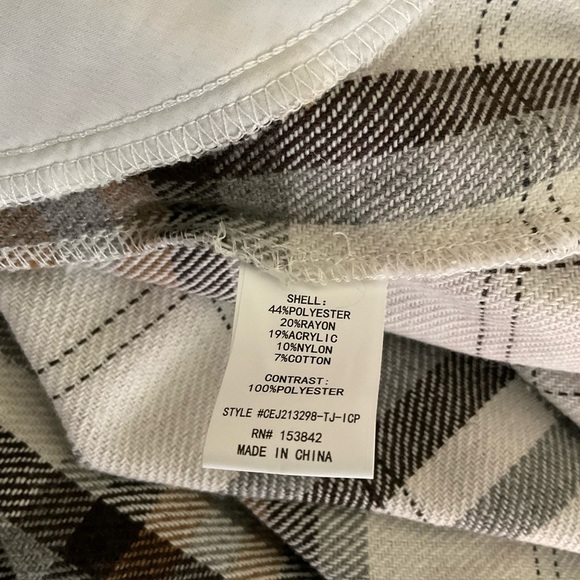 SHELL:
44%POLYESTER
20%RAYON
19%ACRYLIC
10%NYLON
7%COTTON
CONTRAST:
100%POLYESTER
STYLE #CEJ213298-TJ-ICP
RN# 153842
MADE IN CHINA